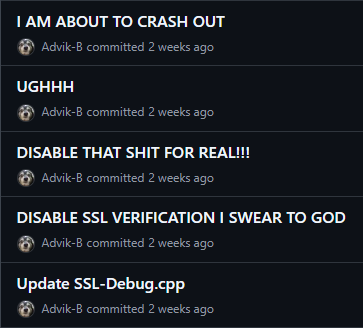 I AM ABOUT TO CRASH OUT
Advik-B committed 2 weeks ago
UGHHH
Advik-B committed 2 weeks ago
DISABLE THAT SHIT FOR REAL!!!
Advik-B committed 2 weeks ago
DISABLE SSL VERIFICATION I SWEAR TO GOD
Advik-B committed 2 weeks ago
Update SSL-Debug.cpp
Advik-B committed 2 weeks ago